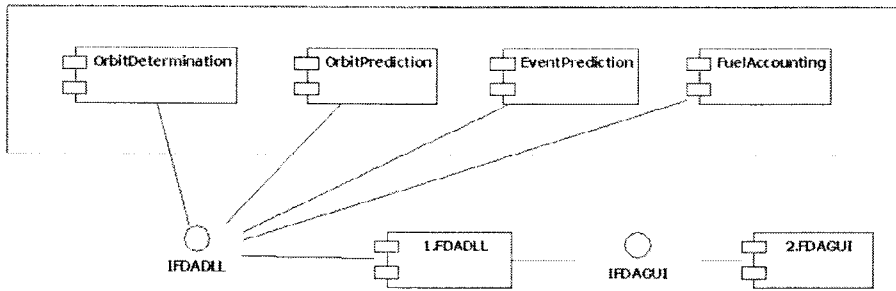 OrbitDetermination
OrbitPrediction
EventPrediction
FuelAccounting
IFDADLL
1.FDADLL
IFDAGUI
2.FDAGUI